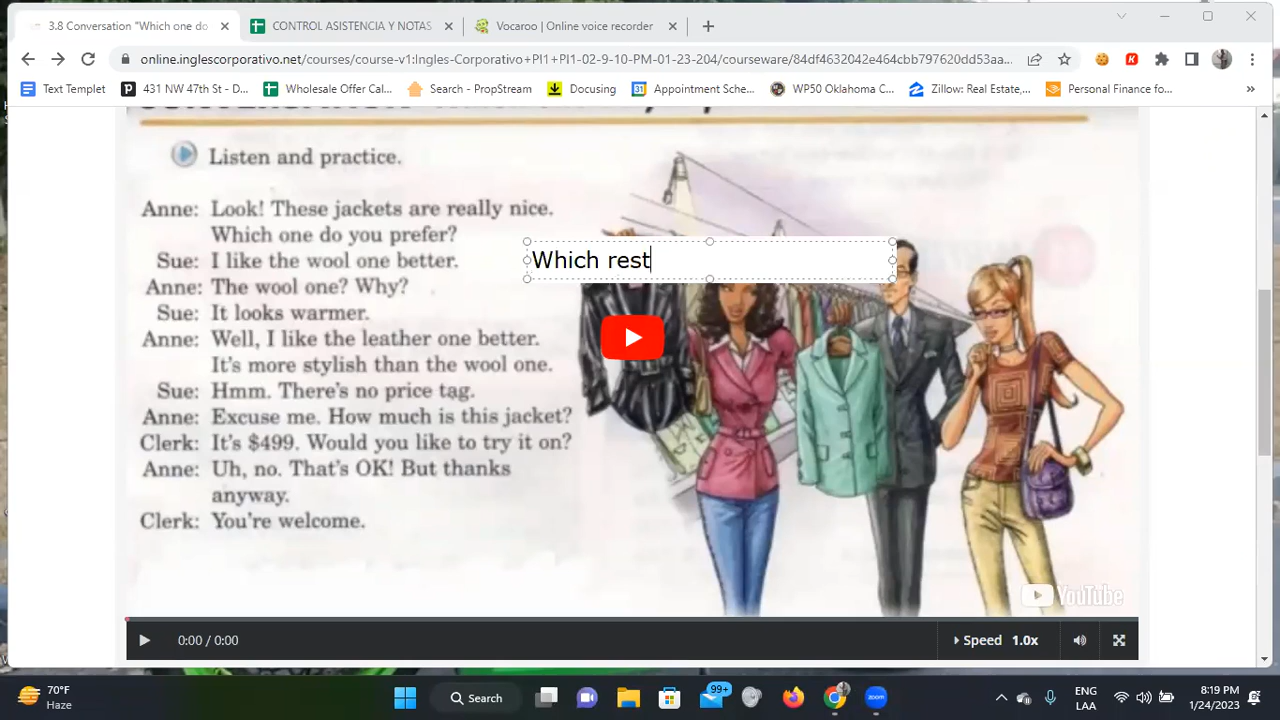 3.8 Conversation "Which one do
CONTROL ASISTENCIA Y NOTAS
Vocaroo | Online voice recorder
online.inglescorporativo.net/courses/course-v1:Ingles-Corporativo+PI1+PI1-02-9-10-PM-01-23-204/courseware/84df4632042e464cbb797620dd53aa...
Text Templet
431 NW 47th St - D...
Wholesale Offer Cal...
Search - PropStream
Docusing
Appointment Sche...
WP50 Oklahoma C...
Zillow: Real Estate,...
Personal Finance fo...
»
Listen and practice.
Anne: Look! These jackets are really nice.
Which one do you prefer?
Sue: I like the wool one better.
Anne: The wool one? Why?
Sue: It looks warmer.
Anne: Well, I like the leather one better.
It's more stylish than the wool one.
Sue: Hmm. There's no price tag.
Anne: Excuse me. How much is this jacket?
Clerk: It's $499. Would you like to try it on?
Anne: Uh, no. That's OK! But thanks
anyway.
Clerk: You're welcome.
Which rest
YouTube
0:00 / 0:00
Speed 1.0x
70°F
Haze
Search
99+
zoom
ENG
LAA
8:19 PM
1/24/2023